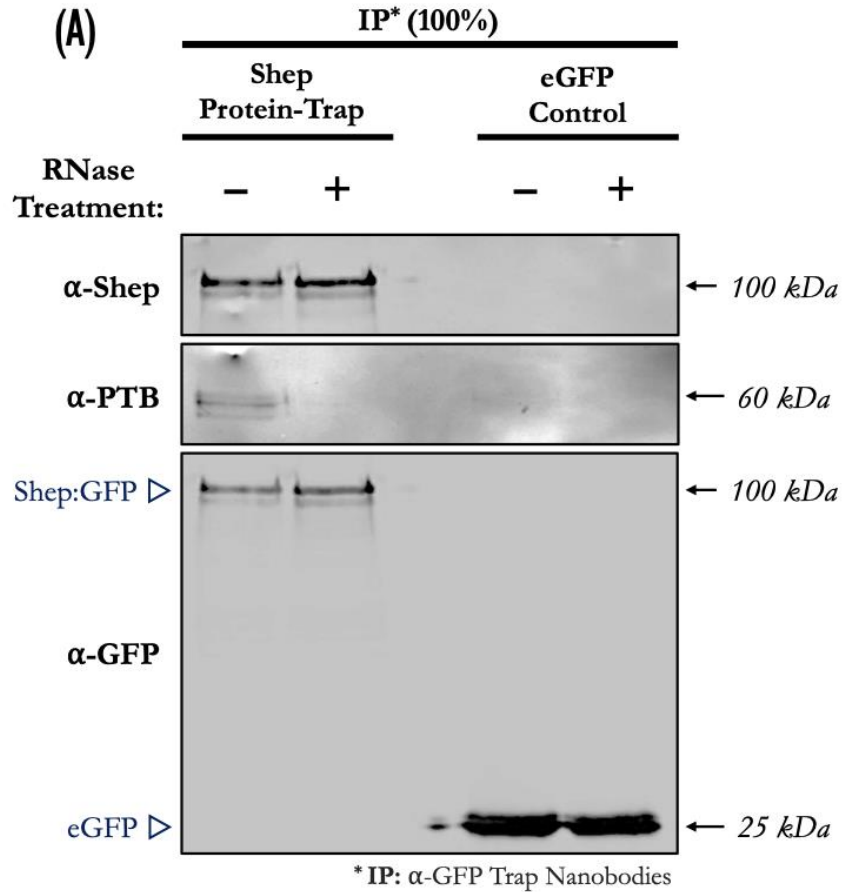 (A)
IP* (100%)
Shep
Protein-Trap
eGFP
Control
RNase
Treatment:
− + − +
α-Shep
100 kDa
α-PTB
60 kDa
Shep:GFP
100 kDa
α-GFP
eGFP
25 kDa
* IP: α-GFP Trap Nanobodies